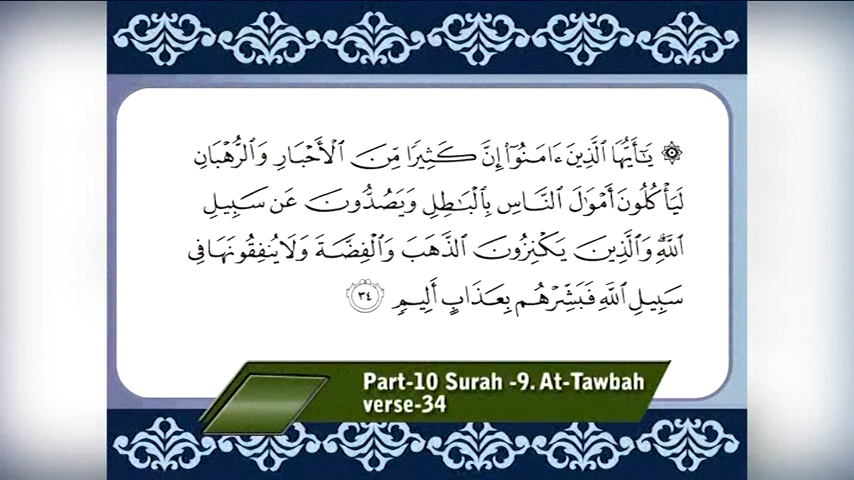 ۞ يَٰٓأَيُّهَا ٱلَّذِينَ ءَامَنُوٓا۟ إِنَّ كَثِيرًا مِّنَ ٱلْأَحْبَارِ وَٱلرُّهْبَانِ
لَيَأْكُلُونَ أَمْوَٰلَ ٱلنَّاسِ بِٱلْبَٰطِلِ وَيَصُدُّونَ عَن سَبِيلِ
ٱللَّهِ ۗ وَٱلَّذِينَ يَكْنِزُونَ ٱلذَّهَبَ وَٱلْفِضَّةَ وَلَا يُنفِقُونَهَا فِى
سَبِيلِ ٱللَّهِ فَبَشِّرْهُم بِعَذَابٍ أَلِيمٍ ٣٤
Part-10 Surah -9. At-Tawbah
verse-34